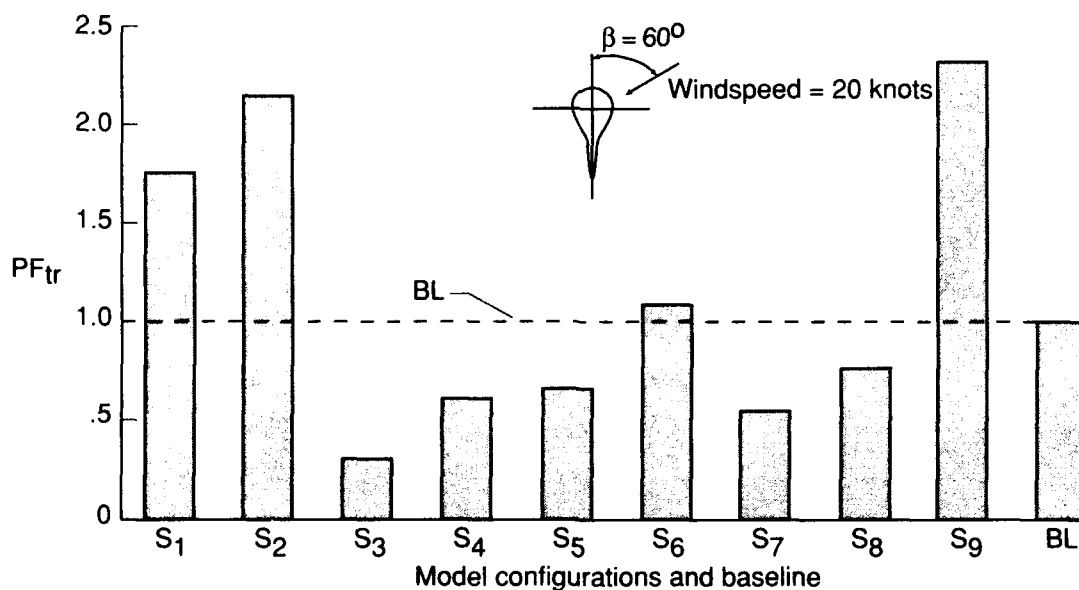 2.5
β = 60o
Windspeed = 20 knots
2.0
1.5
PFtr
BL
1.0
.5
0
S1 S2 S3 S4 S5 S6 S7 S8 S9 BL
Model configurations and baseline